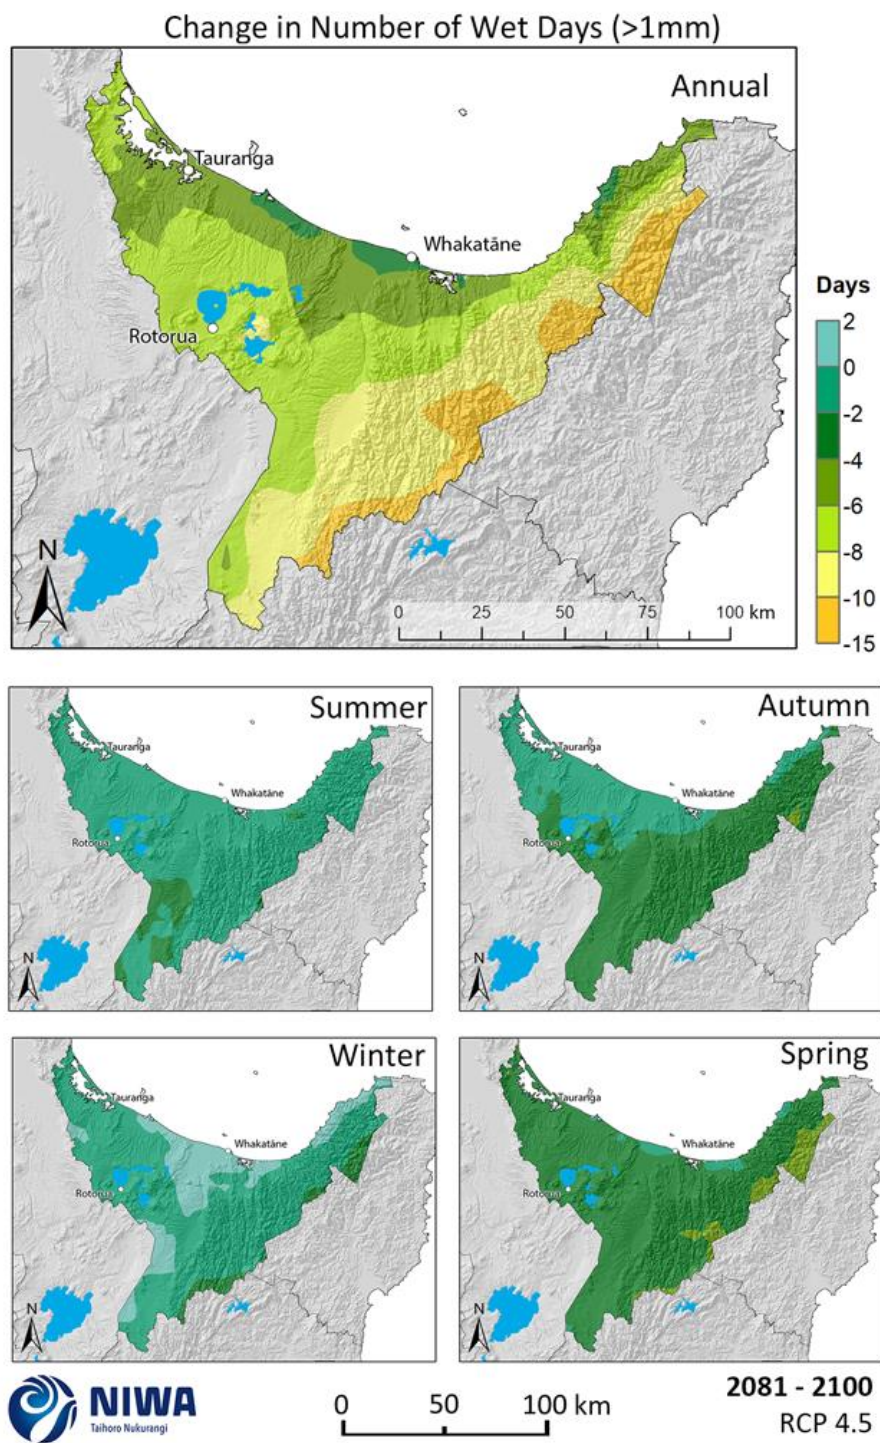 Change in Number of Wet Days (>1mm)
Annual
Tauranga
Whakatāne
Rotorua
Days
2
0
-2
-4
-6
-8
-10
-15
N
0 25 50 75 100 km
Summer
Tauranga
Whakatāne
Rotorua
N
Autumn
Tauranga
Whakatāne
Rotorua
N
Winter
Tauranga
Whakatāne
Rotorua
N
Spring
Tauranga
Whakatāne
Rotorua
N
NIWA
Taihoro Nukurangi
0 50 100 km
2081 - 2100
RCP 4.5